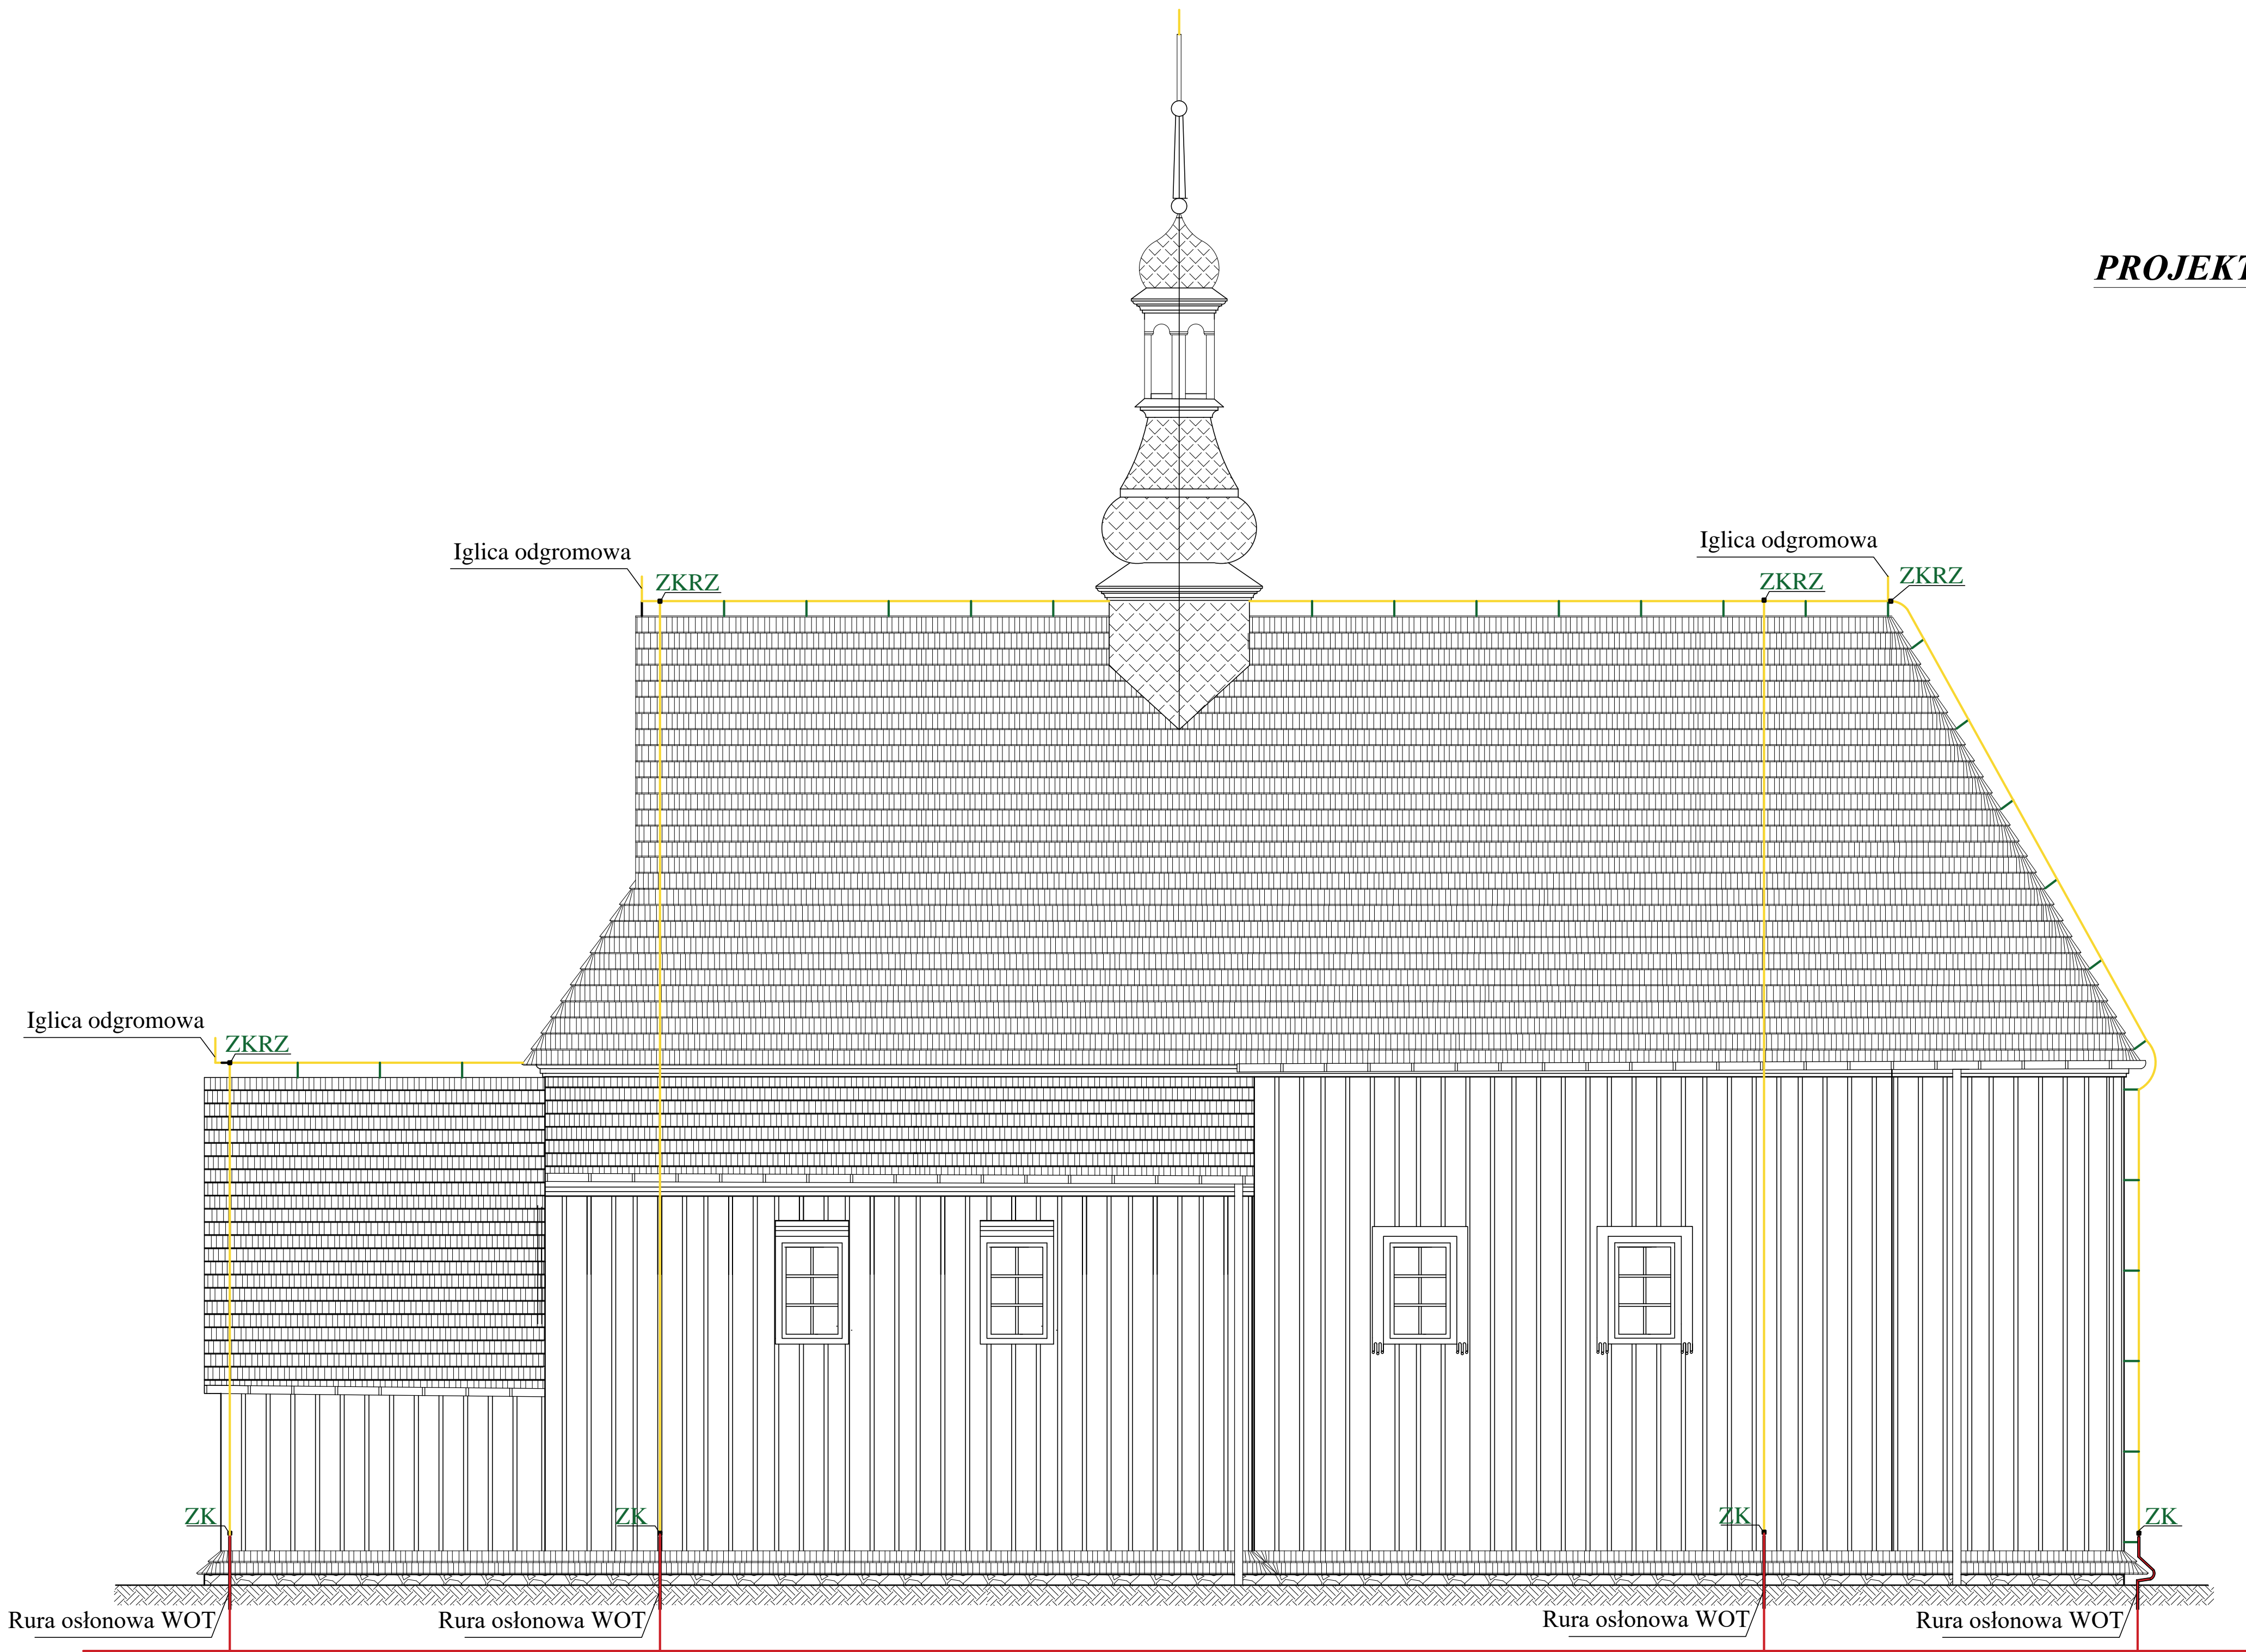 PROJEKT
Iglica odgromowa
Iglica odgromowa
ZKRZ
ZKRZ
ZKRZ
Iglica odgromowa
ZKRZ
ZK
ZK
ZK
ZK
Rura osłonowa WOT
Rura osłonowa WOT
Rura osłonowa WOT
Rura osłonowa WOT